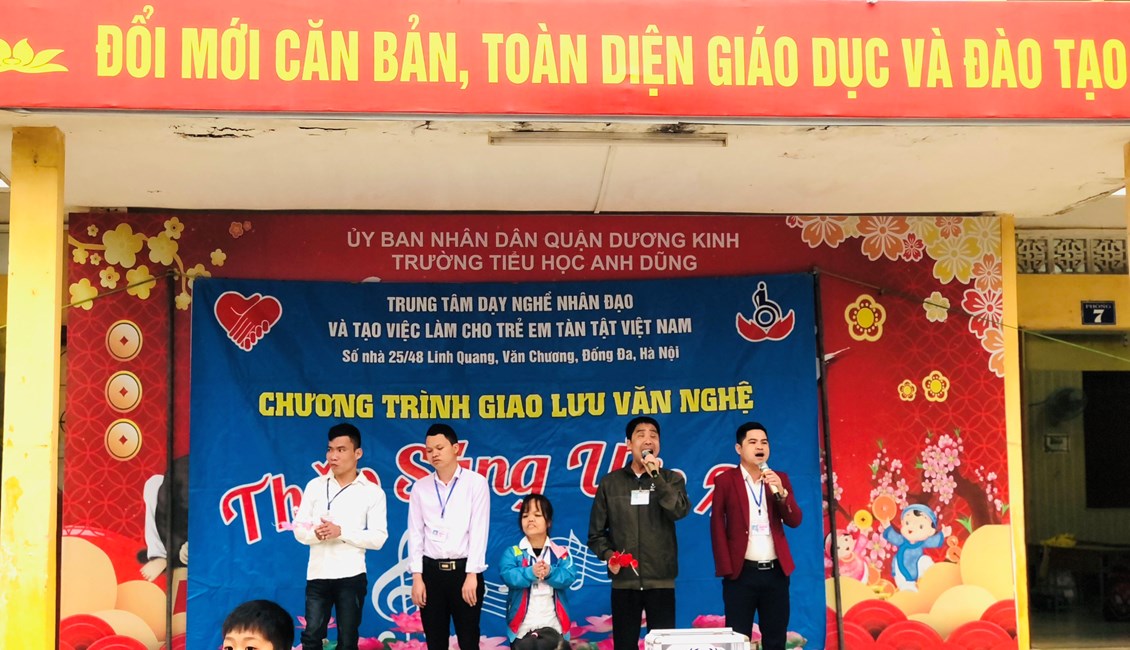 ĐỔI MỚI CĂN BẢN, TOÀN DIỆN GIÁO DỤC VÀ ĐÀO TẠO
ỦY BAN NHÂN DÂN QUẬN DƯƠNG KINH
TRƯỜNG TIỂU HỌC ANH DŨNG
TRUNG TÂM DẠY NGHỀ NHÂN ĐẠO
VÀ TẠO VIỆC LÀM CHO TRẺ EM TÀN TẬT VIỆT NAM
Số nhà 25/48 Linh Quang, Văn Chương, Đống Đa, Hà Nội
CHƯƠNG TRÌNH GIAO LƯU VĂN NGHỆ
Sáng
PHÒNG
7